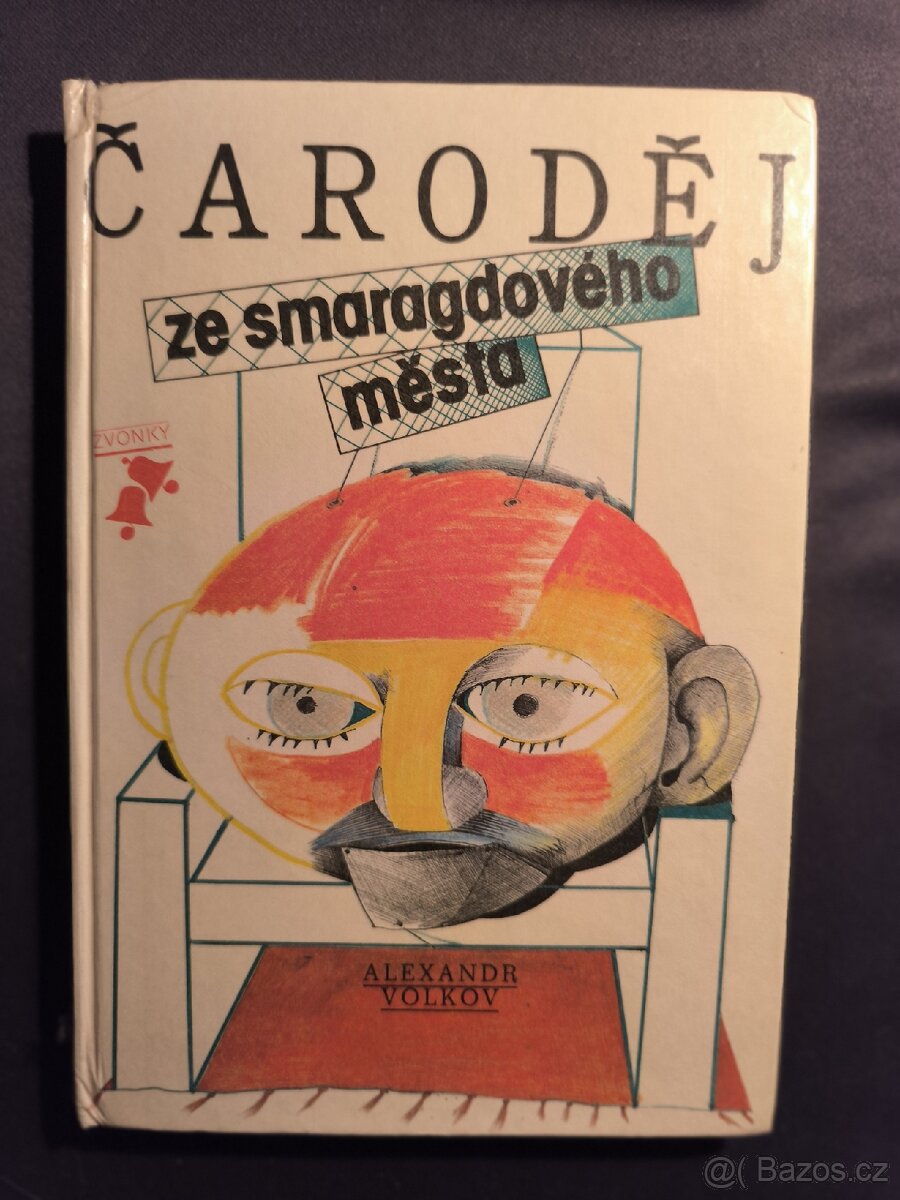 ČARODĚJ
ze smaragdového
města
ZVONKY
ALEXANDR
VOLKOV
@( Bazos.cz